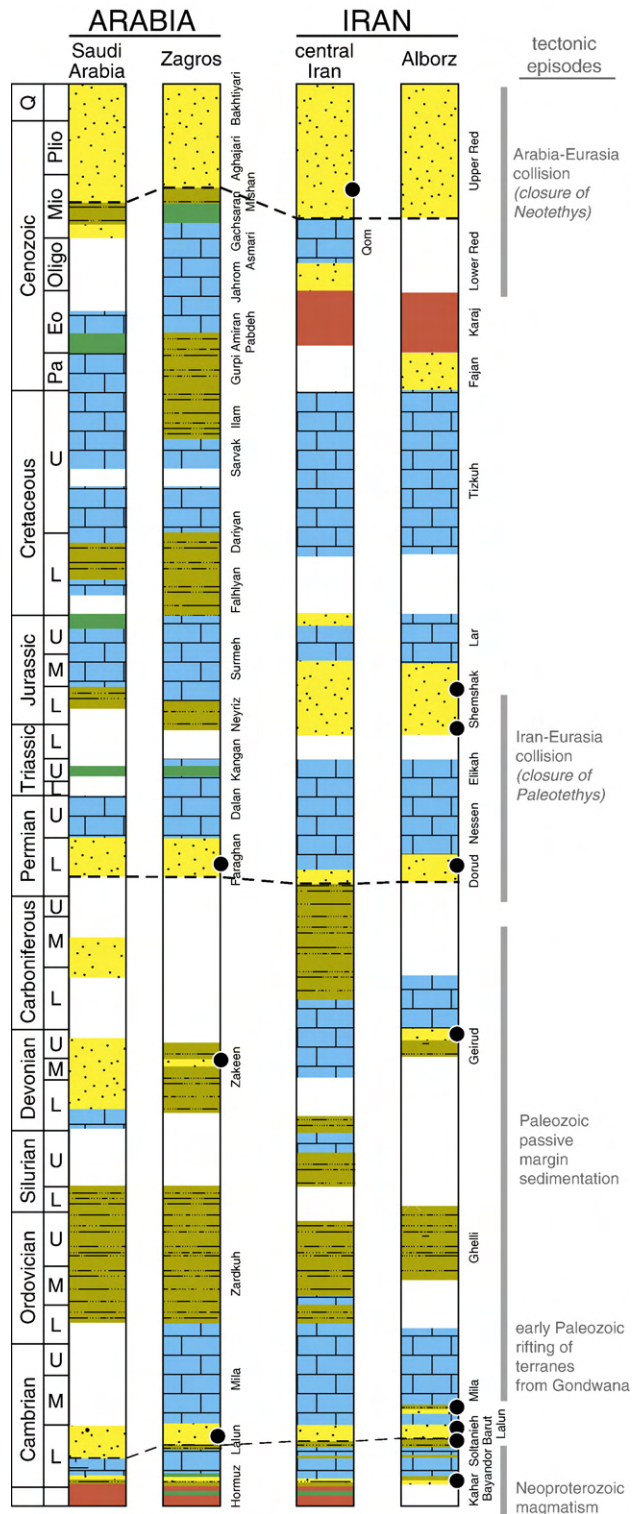 ARABIA
IRAN
Saudi
Arabia
Zagros
central
Iran
Alborz
tectonic
episodes
Q
Plio
Mio
Oligo
Eo
Pa
Cenozoic
U
L
Cretaceous
U
M
L
Jurassic
L
U
L
Triassic
U
L
Permian
U
M
L
Carboniferous
U
M
L
Devonian
U
L
Silurian
U
M
L
Ordovician
U
M
L
Cambrian
Bakhtiyari
Aghajari
Mishan
Gachsaran
Asmari
Jahrom
Pabdeh
Amiran
Gurpi
Ilam
Sarvak
Dariyan
Falhlyan
Surmeh
Neyriz
Kangan
Dalan
Faraghan
Zakeen
Zardkuh
Mila
Lalun
Hormuz
Qom
Upper Red
Lower Red
Karaj
Fajan
Tizkuh
Lar
Shemshak
Elikah
Nessen
Dorud
Geirud
Ghelli
Mila
Lalun
Soltanieh
Barut
Kahar
Bayandor
Arabia-Eurasia
collision
(closure of
Neotethys)
Iran-Eurasia
collision
(closure of
Paleotethys)
Paleozoic
passive
margin
sedimentation
early Paleozoic
rifting of
terranes
from Gondwana
Neoproterozoic
magmatism